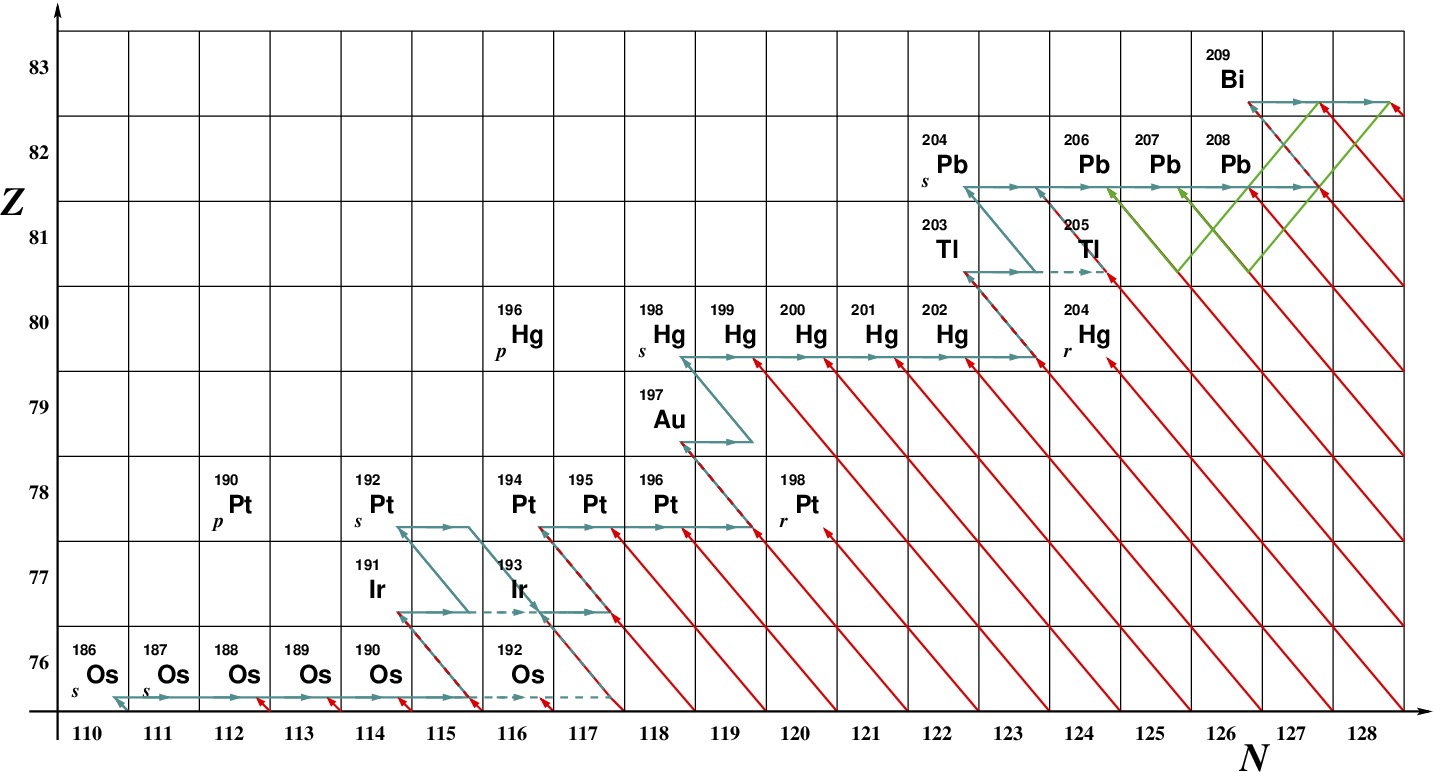 83
209
Bi
82
204
s
Pb
206
Pb
207
Pb
208
Pb
Z
81
203
Tl
205
Tl
80
196
p
Hg
198
s
Hg
199
Hg
200
Hg
201
Hg
202
Hg
204
r
Hg
79
197
Au
78
190
p
Pt
192
s
Pt
194
Pt
195
Pt
196
Pt
198
r
Pt
77
191
Ir
193
Ir
76
186
s
Os
187
s
Os
188
Os
189
Os
190
Os
192
Os
110 111 112 113 114 115 116 117 118 119 120 121 122 123 124 125 126 127 128
N